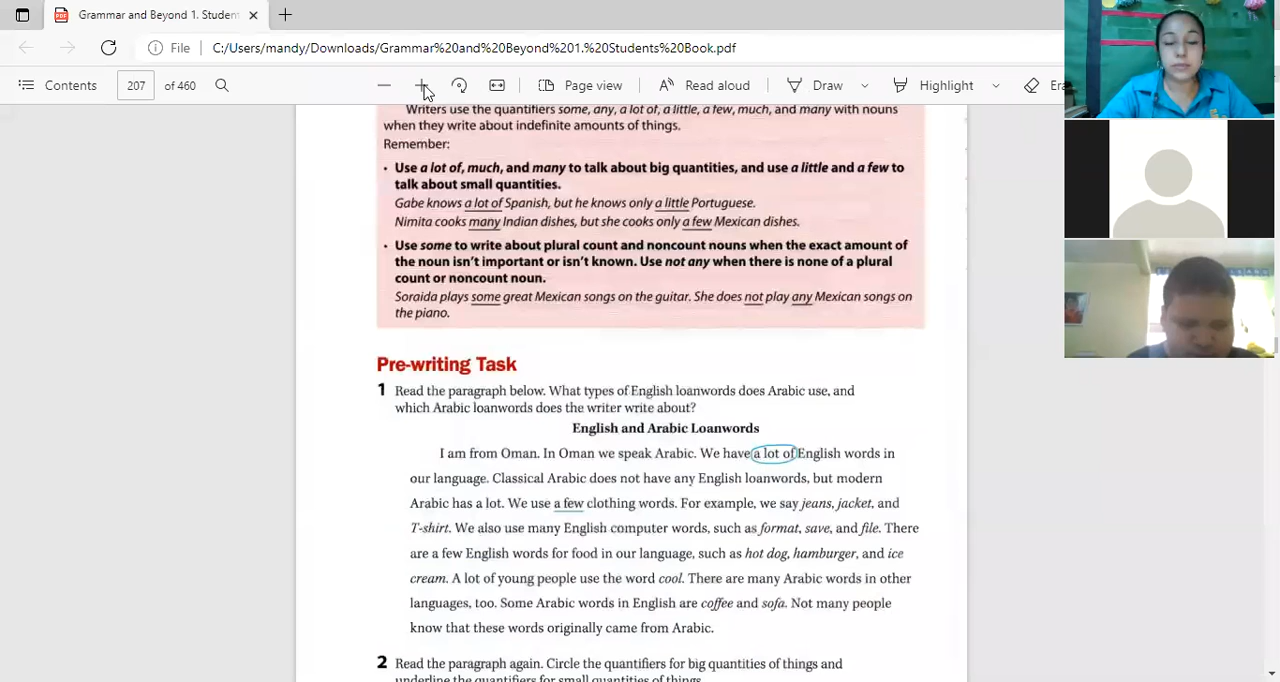 Grammar and Beyond 1. Student
File C:/Users/mandy/Downloads/Grammar%20and%20Beyond%201.%20Students%20Book.pdf
Contents 207 of 460 Page view Read aloud Draw Highlight Era
Writers use the quantifiers some, any, a lot of, a little, a few, much, and many with nouns
when they write about indefinite amounts of things.
Remember:
• Use a lot of, much, and many to talk about big quantities, and use a little and a few to
talk about small quantities.
Gabe knows a lot of Spanish, but he knows only a little Portuguese.
Nimita cooks many Indian dishes, but she cooks only a few Mexican dishes.
• Use some to write about plural count and noncount nouns when the exact amount of
the noun isn't important or isn't known. Use not any when there is none of a plural
count or noncount noun.
Soraida plays some great Mexican songs on the guitar. She does not play any Mexican songs on
the piano.
Pre-writing Task
1 Read the paragraph below. What types of English loanwords does Arabic use, and
which Arabic loanwords does the writer write about?
English and Arabic Loanwords
I am from Oman. In Oman we speak Arabic. We have a lot of English words in
our language. Classical Arabic does not have any English loanwords, but modern
Arabic has a lot. We use a few clothing words. For example, we say jeans, jacket, and
T-shirt. We also use many English computer words, such as format, save, and file. There
are a few English words for food in our language, such as hot dog, hamburger, and ice
cream. A lot of young people use the word cool. There are many Arabic words in other
languages, too. Some Arabic words in English are coffee and sofa. Not many people
know that these words originally came from Arabic.
2 Read the paragraph again. Circle the quantifiers for big quantities of things and
underline the quantifiers for small quantities of things.